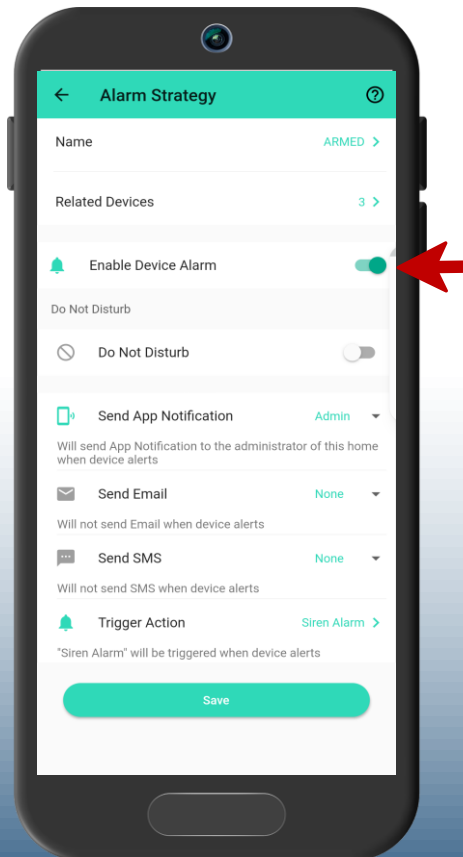 Alarm Strategy
Name ARMED
Related Devices 3
Enable Device Alarm
Do Not Disturb
Do Not Disturb
Send App Notification Admin
Will send App Notification to the administrator of this home
when device alerts
Send Email None
Will not send Email when device alerts
Send SMS None
Will not send SMS when device alerts
Trigger Action Siren Alarm
"Siren Alarm" will be triggered when device alerts
Save